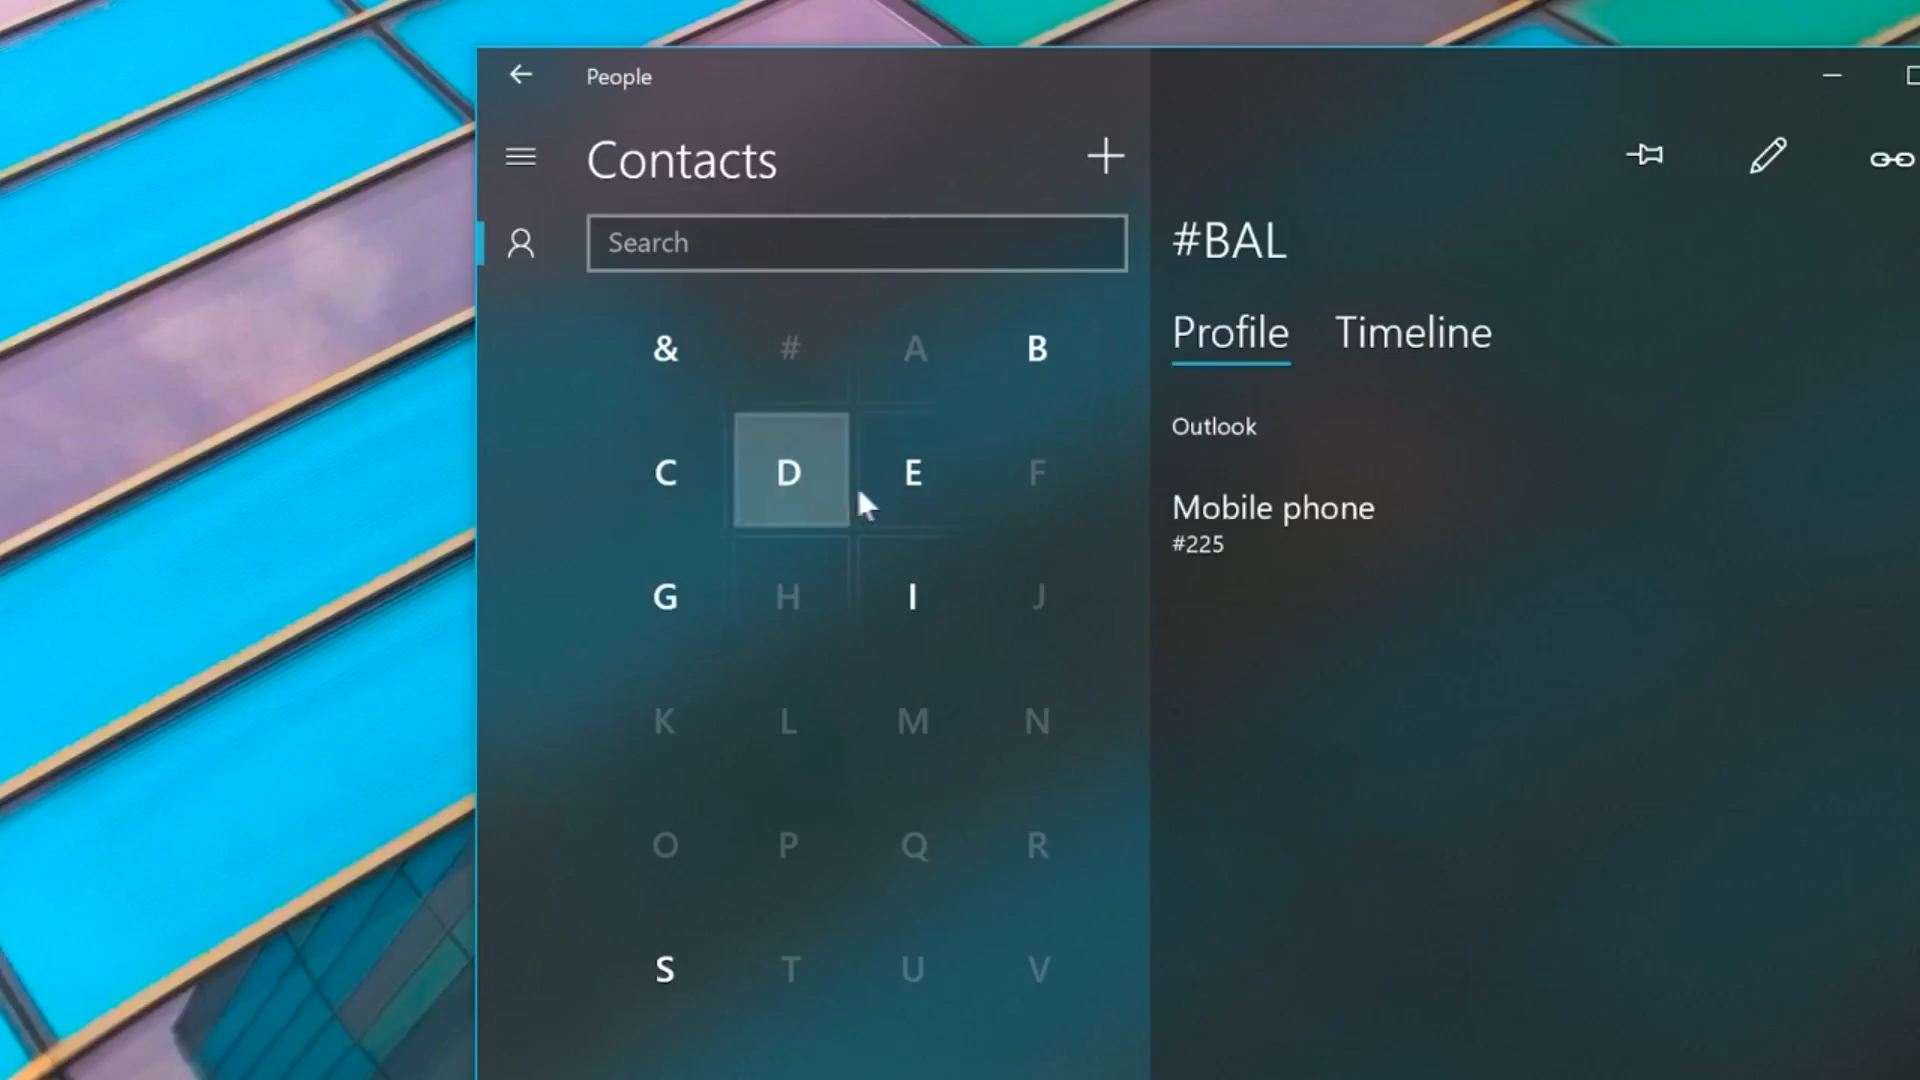 People
Contacts
Search
& # A B
C D E F
G H I J
K L M N
O P Q R
S T U V
#BAL
Profile Timeline
Outlook
Mobile phone
#225